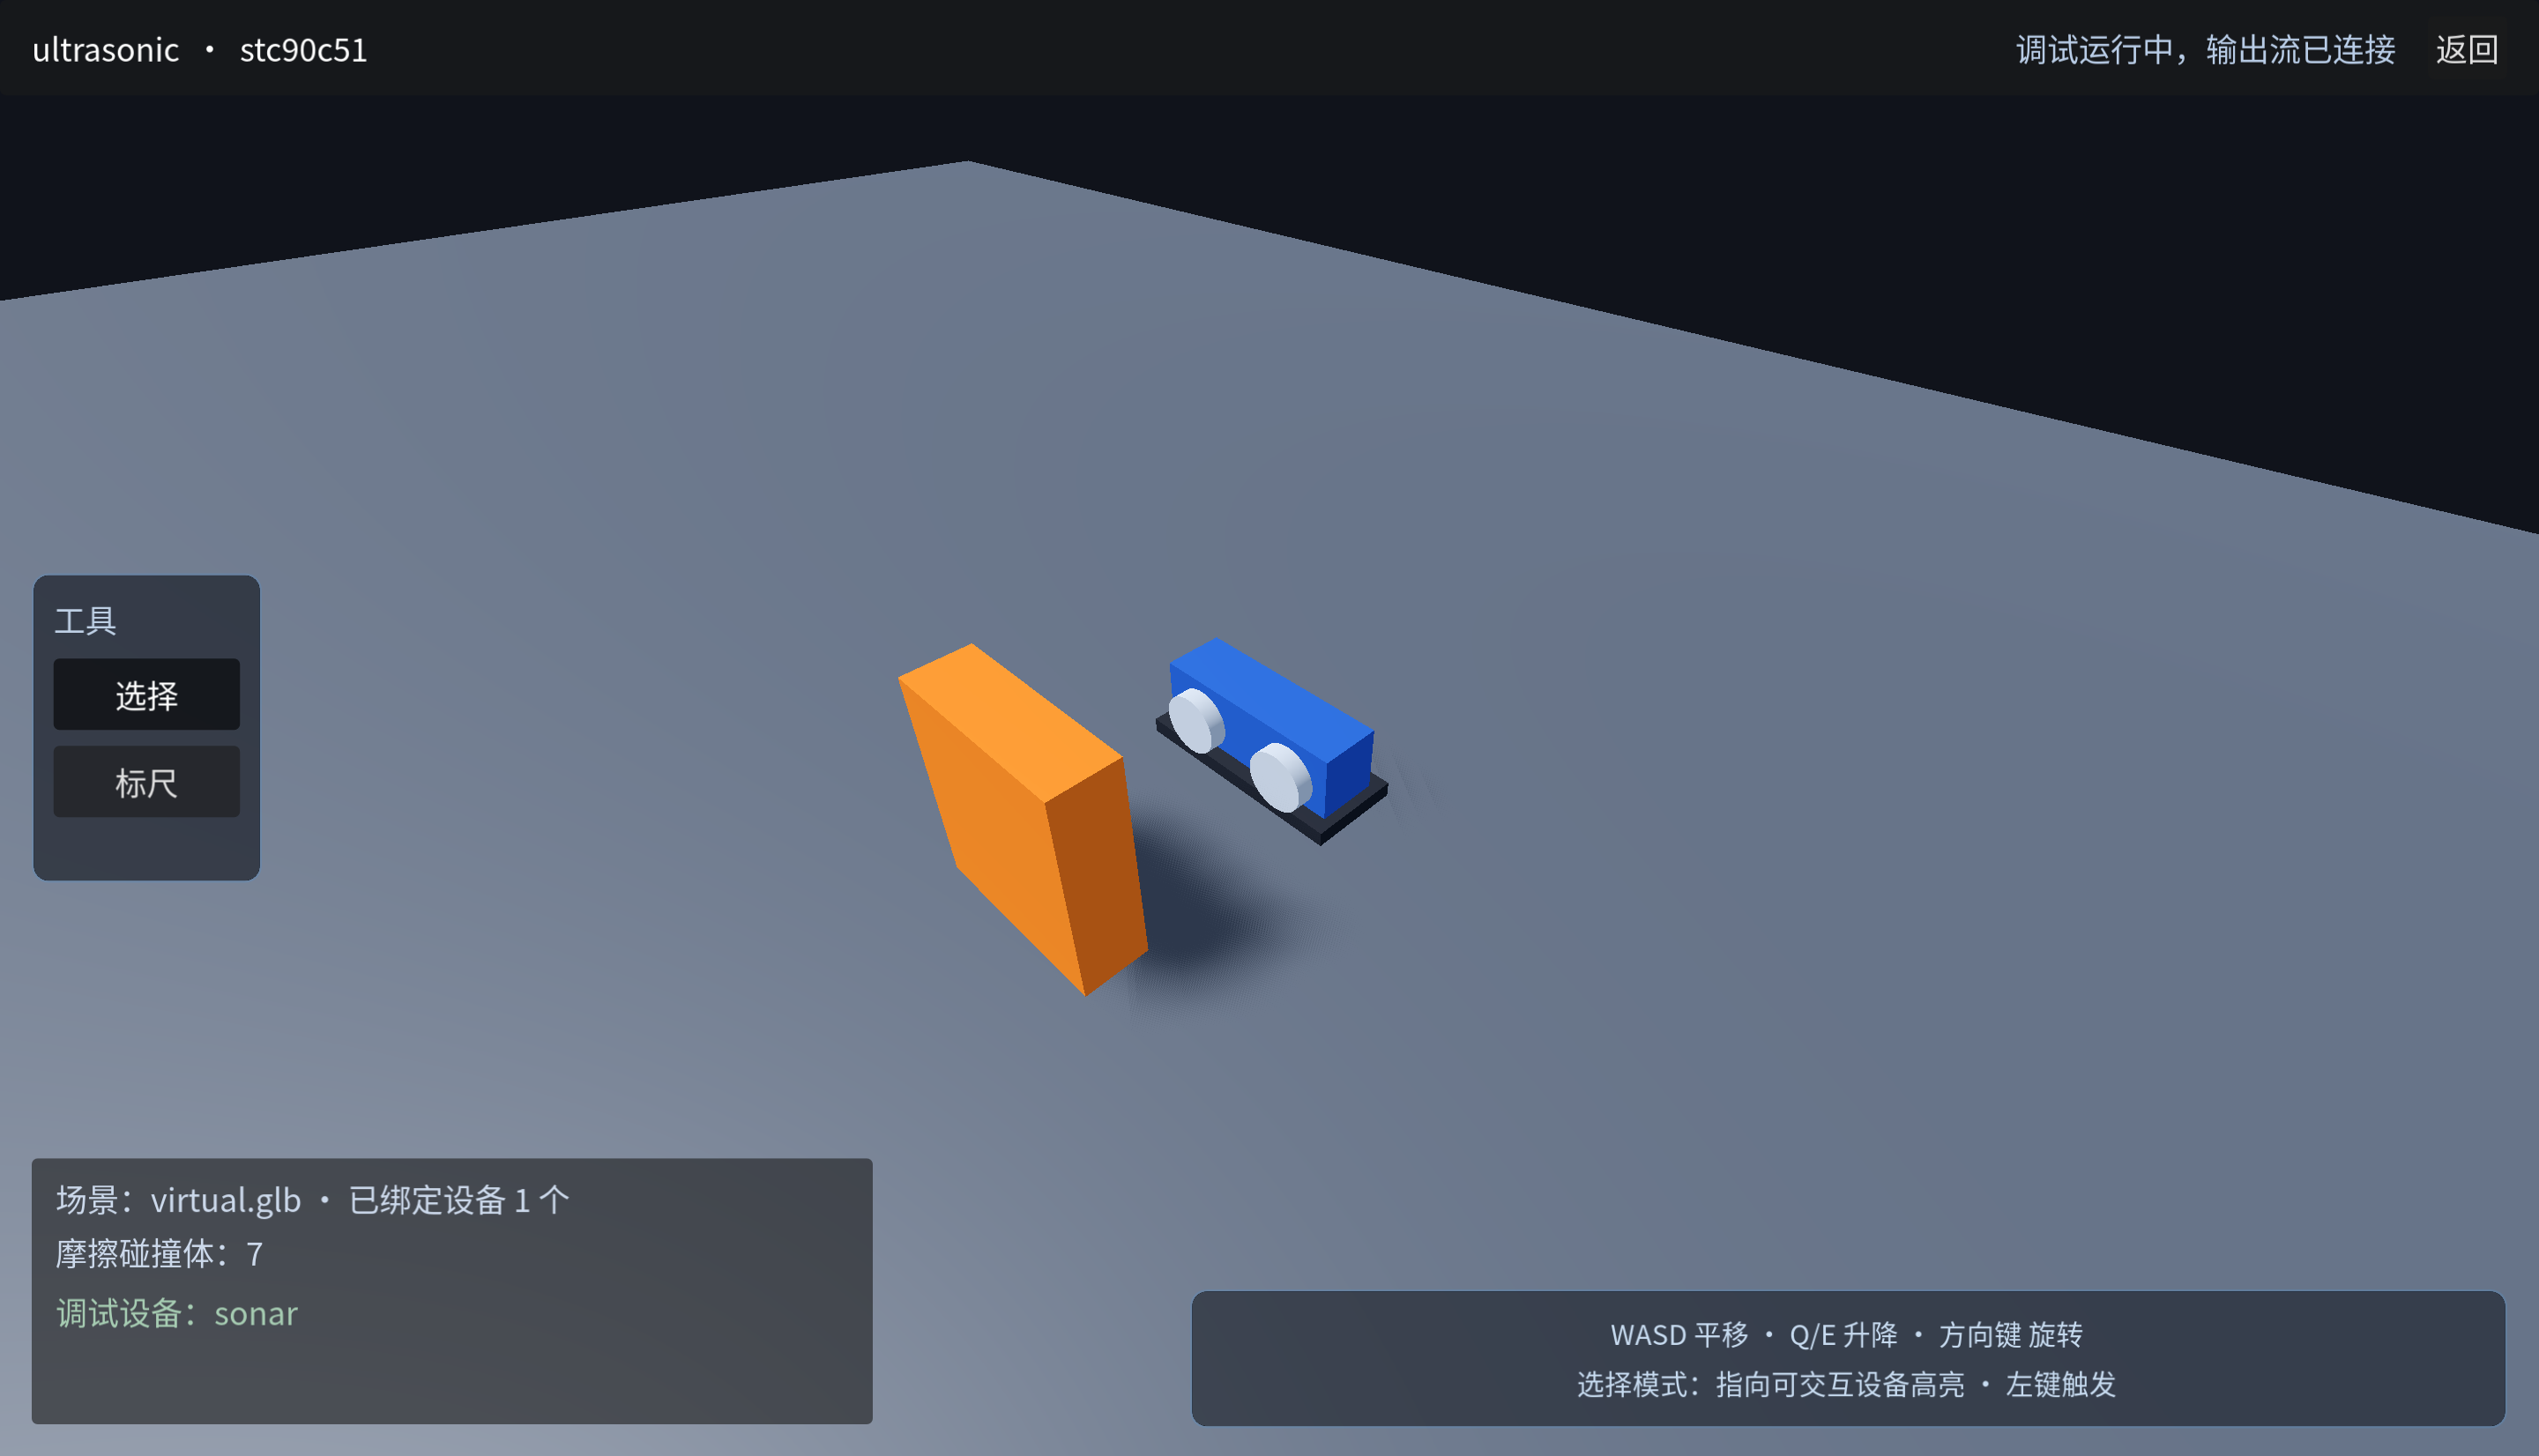 ultrasonic • stc90c51
调试运行中，输出流已连接
返回
工具
选择
标尺
场景：virtual.glb • 已绑定设备 1 个
摩擦碰撞体：7
调试设备：sonar
WASD 平移 • Q/E 升降 • 方向键 旋转
选择模式：指向可交互设备高亮 • 左键触发